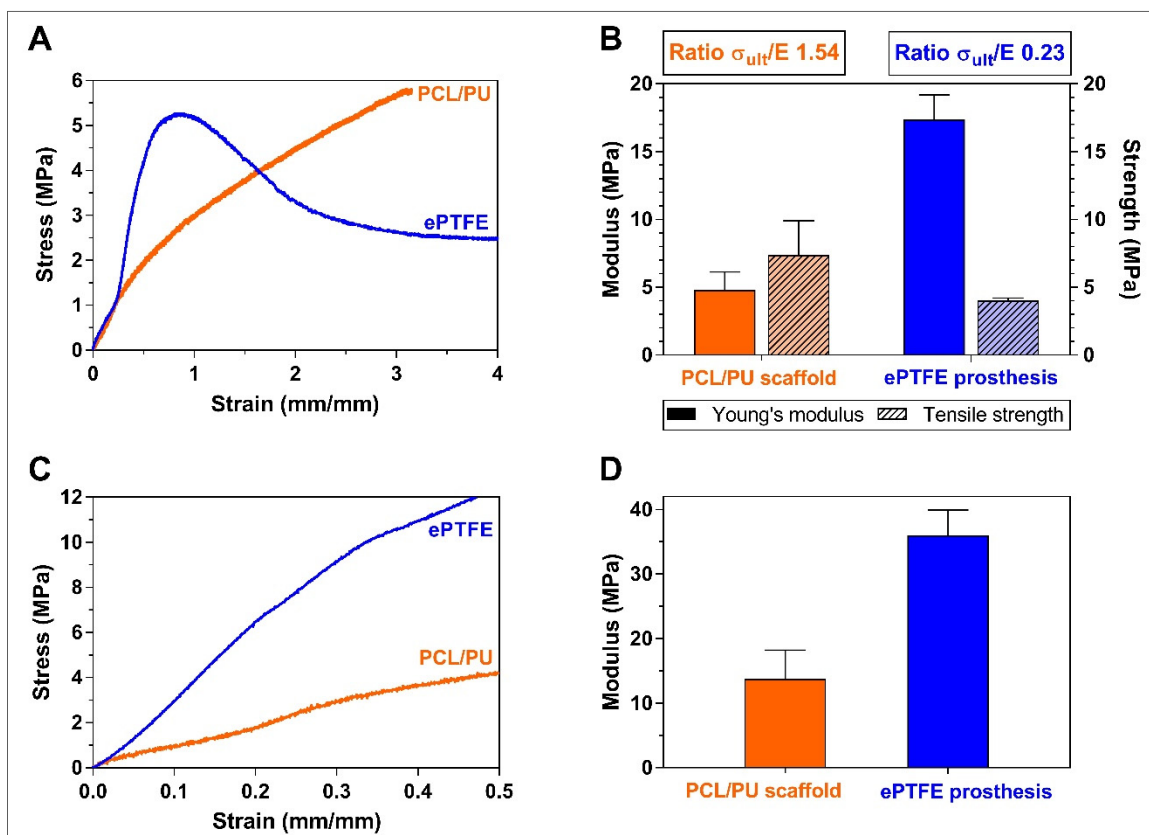 A
6
5
4
3
2
1
0
Stress (MPa)
PCL/PU
ePTFE
0 1 2 3 4
Strain (mm/mm)
B
Ratio σult/E 1.54
Ratio σult/E 0.23
20
15
10
5
0
Modulus (MPa)
20
15
10
5
0
Strength (MPa)
PCL/PU scaffold ePTFE prosthesis
Young's modulus Tensile strength
C
12
10
8
6
4
2
0
Stress (MPa)
ePTFE
PCL/PU
0.0 0.1 0.2 0.3 0.4 0.5
Strain (mm/mm)
D
40
30
20
10
0
Modulus (MPa)
PCL/PU scaffold ePTFE prosthesis